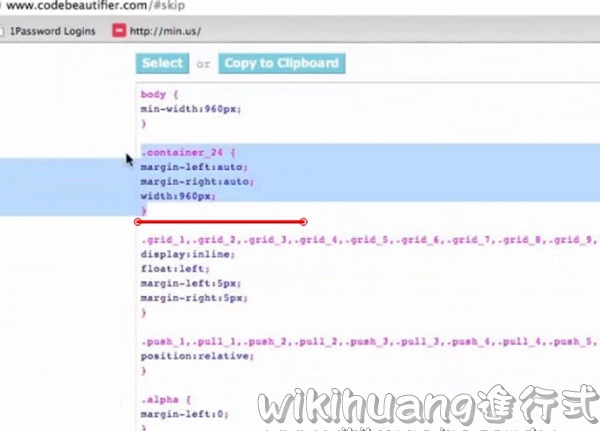 www.codebeautifier.com/#skip
1Password Logins http://min.us/
Select or Copy to Clipboard
body {
min-width:960px;
}
.container_24 {
margin-left:auto;
margin-right:auto;
width:960px;
}
.grid_1,.grid_2,.grid_3,.grid_4,.grid_5,.grid_6,.grid_7,.grid_8,.grid_9,
display:inline;
float:left;
margin-left:5px;
margin-right:5px;
}
.push_1,.pull_1,.push_2,.pull_2,.push_3,.pull_3,.push_4,.pull_4,.push_5,
position:relative;
}
.alpha {
margin-left:0;
}
wikihuang進行式